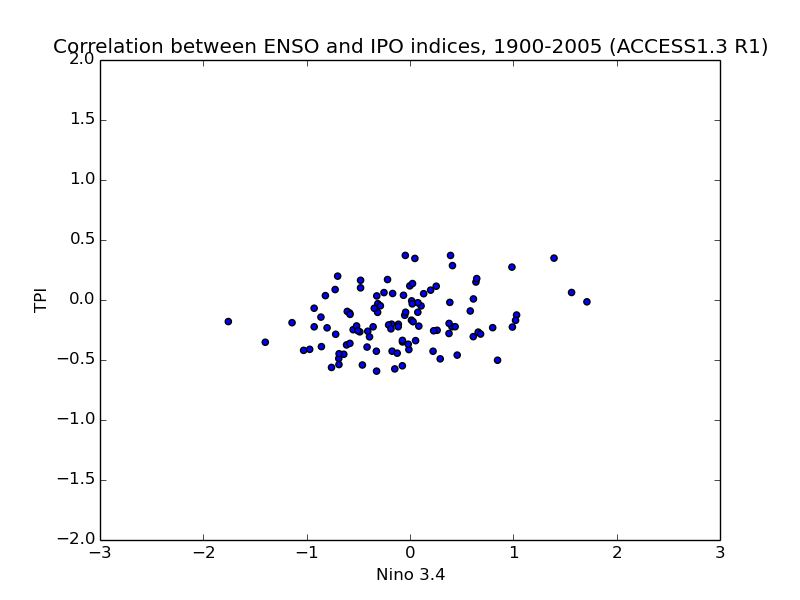 Correlation between ENSO and IPO indices, 1900-2005 (ACCESS1.3 R1)
2.0
1.5
1.0
0.5
0.0
−0.5
−1.0
−1.5
−2.0
TPI
−3 −2 −1 0 1 2 3
Nino 3.4